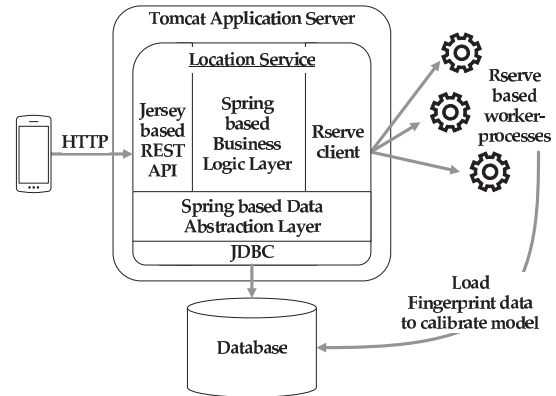 Tomcat Application Server
Location Service
HTTP
Jersey
based
REST
API
Spring
based
Business
Logic Layer
Rserve
client
Rserve
based
worker-
processes
Spring based Data
Abstraction Layer
JDBC
Load
Fingerprint data
to calibrate model
Database